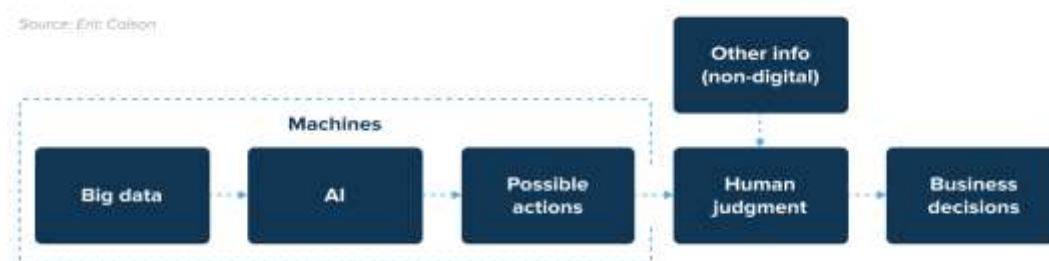 Source: Eric Colson
Other info
(non-digital)
Machines
Big data
AI
Possible
actions
Human
judgment
Business
decisions